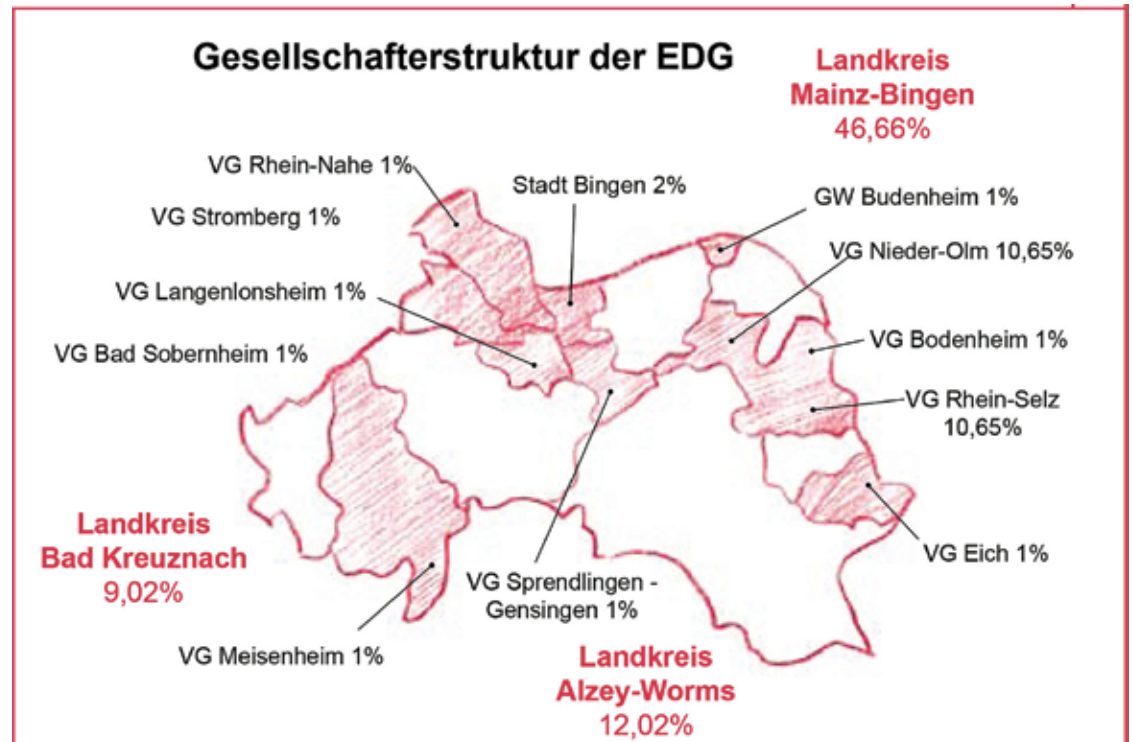 Gesellschafterstruktur der EDG
Landkreis
Mainz-Bingen
46,66%
VG Rhein-Nahe 1%
Stadt Bingen 2%
GW Budenheim 1%
VG Stromberg 1%
VG Nieder-Olm 10,65%
VG Langenlonsheim 1%
VG Bad Sobernheim 1%
VG Bodenheim 1%
VG Rhein-Selz
10,65%
Landkreis
Bad Kreuznach
9,02%
VG Eich 1%
VG Sprendlingen -
Gensingen 1%
VG Meisenheim 1%
Landkreis
Alzey-Worms
12,02%